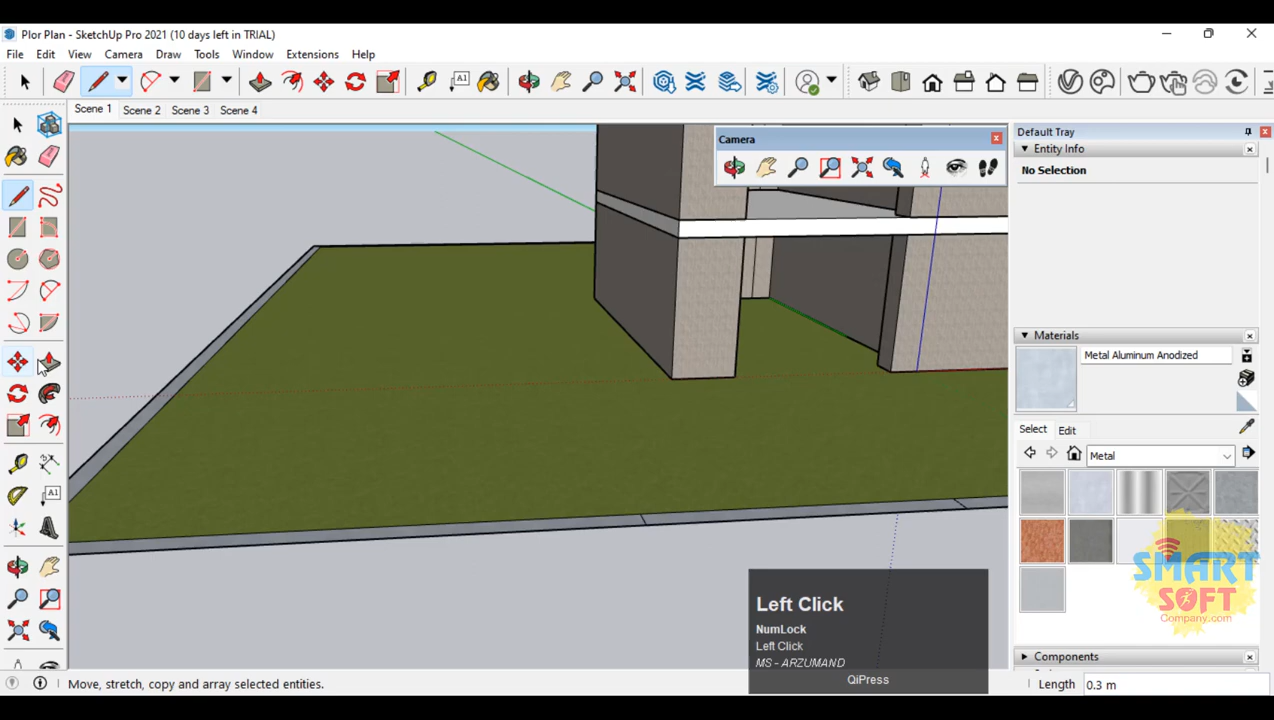 Plor Plan - SketchUp Pro 2021 (10 days left in TRIAL)
File Edit View Camera Draw Tools Window Extensions Help
A1
Scene 1 Scene 2 Scene 3 Scene 4
Camera
Default Tray
Entity Info
No Selection
Materials
Metal Aluminum Anodized
Select Edit
Metal
A1
SMART
SOFT
Company.com
Left Click
NumLock
Left Click
MS - ARZUMAND
QiPress
Components
Move, stretch, copy and array selected entities.
Length 0.3 m